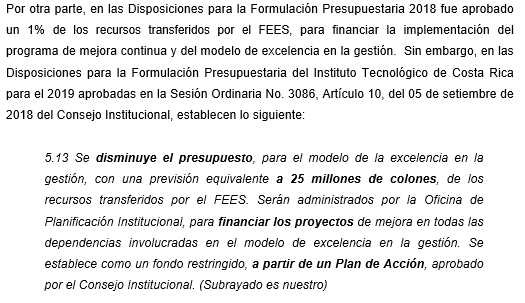 Por otra parte, en las Disposiciones para la Formulación Presupuestaria 2018 fue aprobado
un 1% de los recursos transferidos por el FEES, para financiar la implementación del
programa de mejora continua y del modelo de excelencia en la gestión. Sin embargo, en las
Disposiciones para la Formulación Presupuestaria del Instituto Tecnológico de Costa Rica
para el 2019 aprobadas en la Sesión Ordinaria No. 3086, Artículo 10, del 05 de setiembre de
2018 del Consejo Institucional, establecen lo siguiente:
5.13 Se disminuye el presupuesto, para el modelo de la excelencia en la
gestión, con una previsión equivalente a 25 millones de colones, de los
recursos transferidos por el FEES. Serán administrados por la Oficina de
Planificación Institucional, para financiar los proyectos de mejora en todas las
dependencias involucradas en el modelo de excelencia en la gestión. Se
establece como un fondo restringido, a partir de un Plan de Acción, aprobado
por el Consejo Institucional. (Subrayado es nuestro)